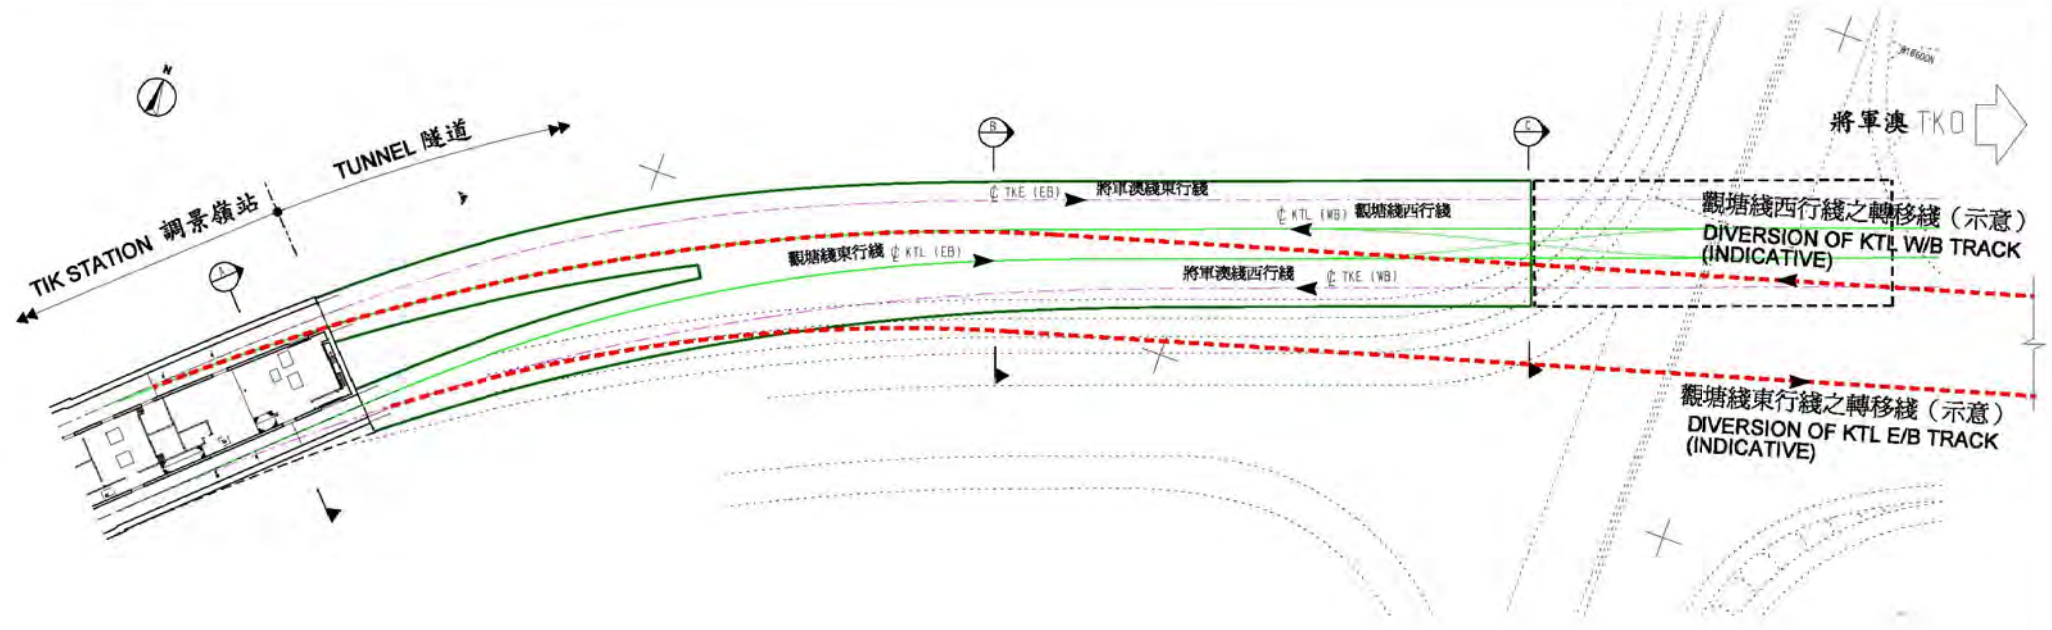 N
TUNNEL 隧道
TIK STATION 調景嶺站
A
B
C
將軍澳 TKO
℄ TKE (EB) 將軍澳綫東行綫
℄ KTL (WB) 觀塘綫西行綫
觀塘綫東行綫 ℄ KTL (EB)
將軍澳綫西行綫 ℄ TKE (WB)
觀塘綫西行綫之轉移綫（示意）
DIVERSION OF KTL W/B TRACK
(INDICATIVE)
觀塘綫東行綫之轉移綫（示意）
DIVERSION OF KTL E/B TRACK
(INDICATIVE)